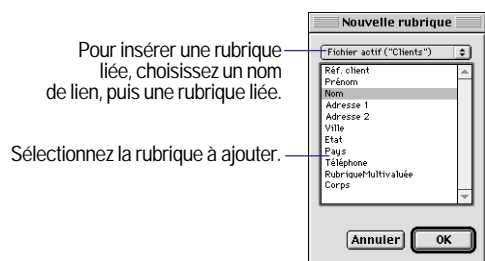 Nouvelle rubrique
Pour insérer une rubrique
liée, choisissez un nom
de lien, puis une rubrique liée.
Fichier actif ("Clients")
Réf. client
Prénom
Nom
Adresse 1
Adresse 2
Ville
Etat
Pays
Sélectionnez la rubrique à ajouter.
Téléphone
RubriqueMultivaluée
Corps
Annuler
OK